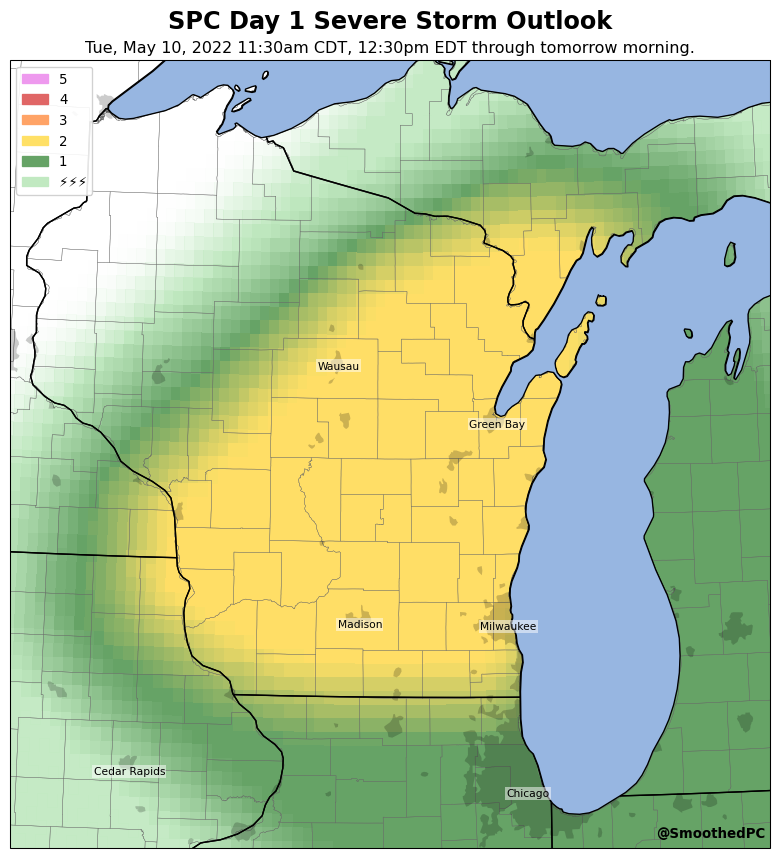 SPC Day 1 Severe Storm Outlook
Tue, May 10, 2022 11:30am CDT, 12:30pm EDT through tomorrow morning.
5
4
3
2
1
⚡⚡⚡
Wausau
Green Bay
Madison
Milwaukee
Cedar Rapids
Chicago
@SmoothedPC